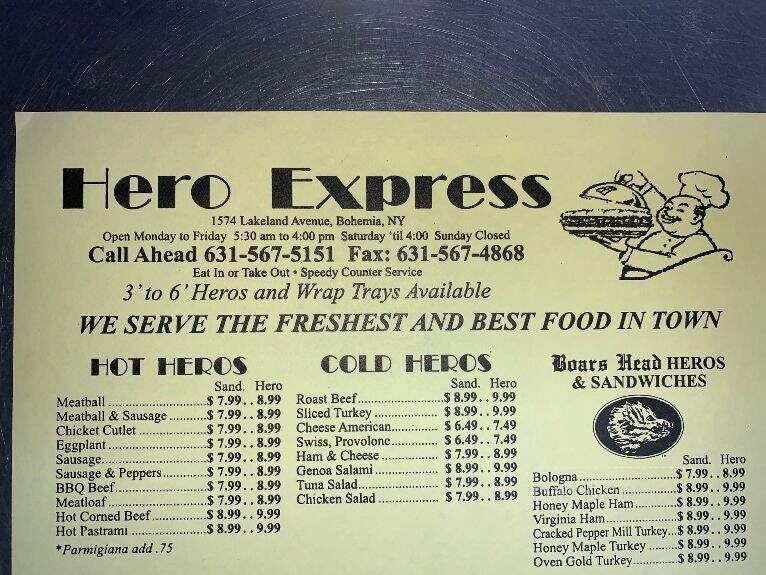 Hero Express
1574 Lakeland Avenue, Bohemia, NY
Open Monday to Friday 5:30 am to 4:00 pm Saturday 'til 4:00 Sunday Closed
Call Ahead 631-567-5151 Fax: 631-567-4868
Eat In or Take Out • Speedy Counter Service
3' to 6' Heros and Wrap Trays Available
WE SERVE THE FRESHEST AND BEST FOOD IN TOWN
HOT HEROS
Sand. Hero
Meatball ..........................$ 7.99.. 8.99
Meatball & Sausage ..........$ 7.99.. 8.99
Chicket Cutlet ..................$ 7.99.. 8.99
Eggplant ..........................$ 7.99.. 8.99
Sausage............................$ 7.99.. 8.99
Sausage & Peppers............$ 7.99.. 8.99
BBQ Beef.........................$ 7.99.. 8.99
Meatloaf...........................$ 7.99.. 8.99
Hot Corned Beef...............$ 8.99.. 9.99
Hot Pastrami ....................$ 8.99.. 9.99
*Parmigiana add .75
COLD HEROS
Sand. Hero
Roast Beef........................$ 8.99.. 9.99
Sliced Turkey ...................$ 8.99.. 9.99
Cheese American..............$ 6.49.. 7.49
Swiss, Provolone ..............$ 6.49.. 7.49
Ham & Cheese .................$ 7.99.. 8.99
Genoa Salami ..................$ 8.99.. 9.99
Tuna Salad.......................$ 7.99.. 8.99
Chicken Salad .................$ 7.99.. 8.99
Boars Head HEROS
& SANDWICHES
Sand. Hero
Bologna............................$ 7.99.. 8.99
Buffalo Chicken ...............$ 8.99.. 9.99
Honey Maple Ham............$ 8.99.. 9.99
Virginia Ham....................$ 8.99.. 9.99
Cracked Pepper Mill Turkey...$ 8.99.. 9.99
Honey Maple Turkey ........$ 8.99.. 9.99
Oven Gold Turkey............$ 8.99.. 9.99